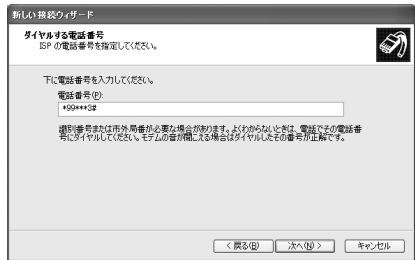 新しい接続ウィザード
ダイヤルする電話番号
ISP の電話番号を指定してください。
下に電話番号を入力してください。
電話番号(P):
*99***3#
識別番号または市外局番が必要な場合があります。よくわからないときは、電話でその電話番
号にダイヤルしてください。モデムの音が聞こえる場合はダイヤルしたその番号が正解です。
< 戻る(B)
次へ(N) >
キャンセル